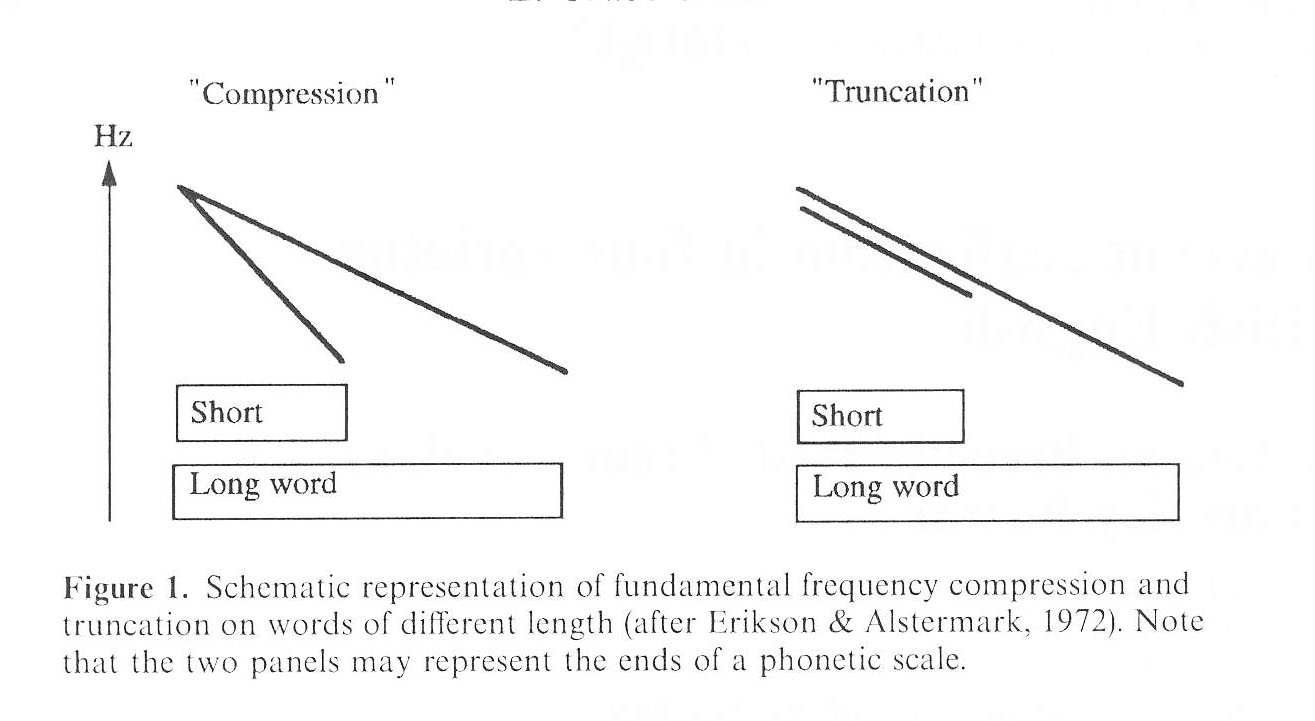 "Compression"
"Truncation"
Hz
Short
Long word
Short
Long word
Figure 1. Schematic representation of fundamental frequency compression and
truncation on words of different length (after Erikson & Alstermark, 1972). Note
that the two panels may represent the ends of a phonetic scale.